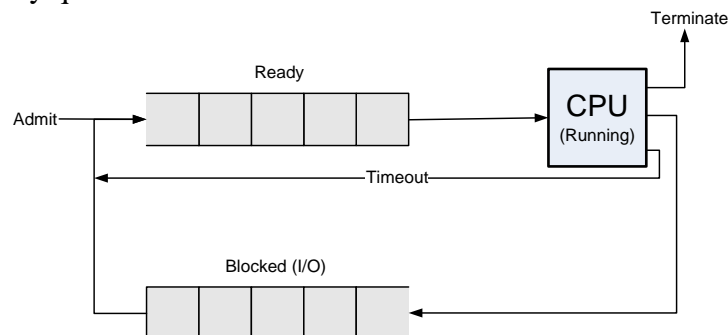 Terminate
Ready
CPU
(Running)
Admit
Timeout
Blocked (I/O)